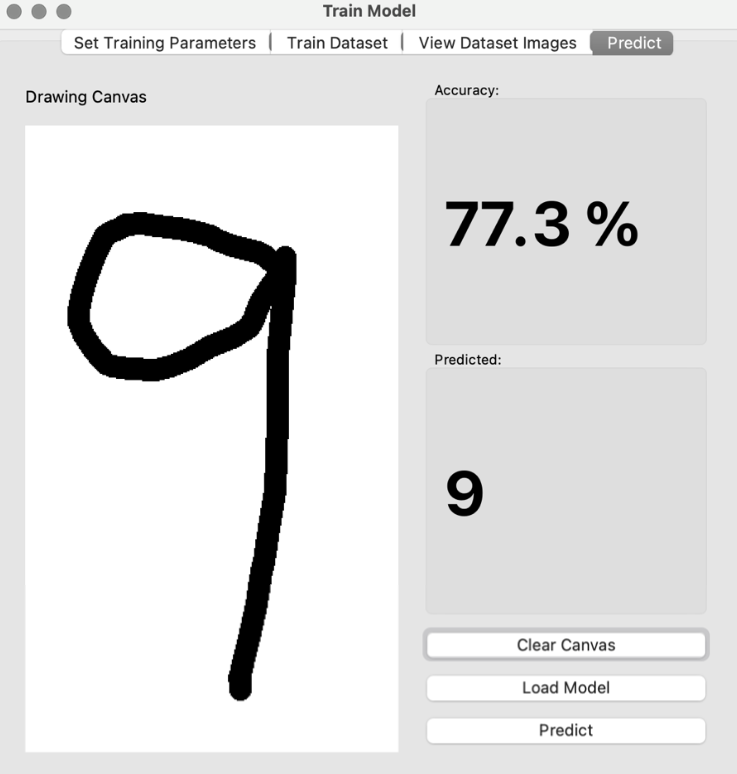 Train Model
Set Training Parameters Train Dataset View Dataset Images Predict
Drawing Canvas
9
Accuracy:
77.3 %
Predicted:
9
Clear Canvas
Load Model
Predict